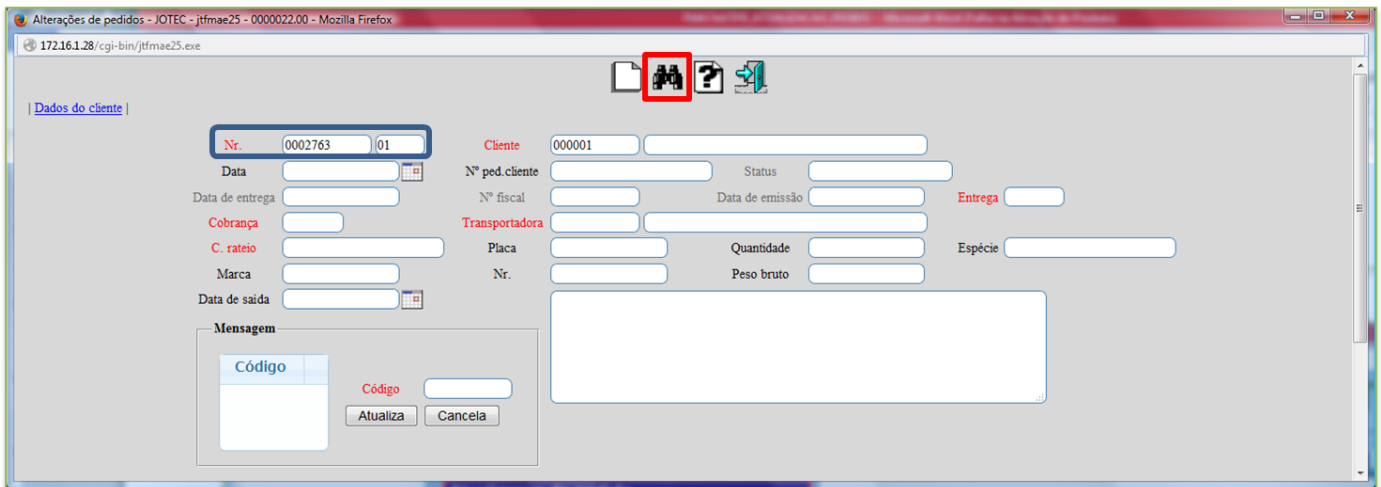 Alterações de pedidos - JOTEC - jtfmae25 - 0000022.00 - Mozilla Firefox
172.16.1.28/cgi-bin/jtfmae25.exe
| Dados do cliente |
Nr. 0002763 01 Cliente 000001
Data Nº ped.cliente Status
Data de entrega Nº fiscal Data de emissão Entrega
Cobrança Transportadora
C. rateio Placa Quantidade Espécie
Marca Nr. Peso bruto
Data de saida
Mensagem
Código
Código
Atualiza Cancela